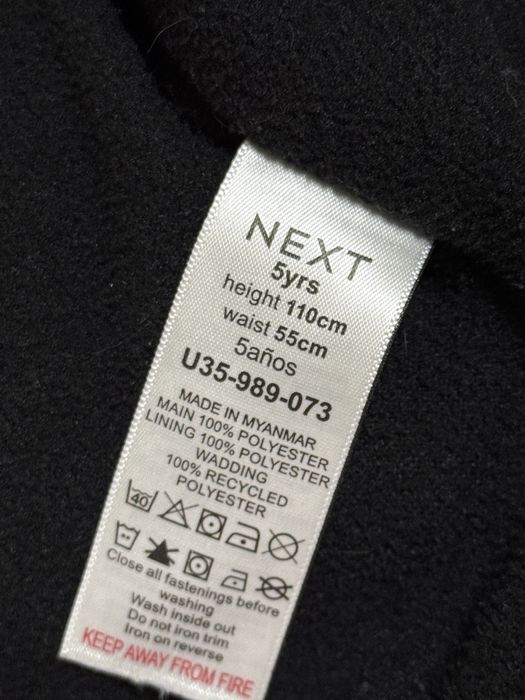 NEXT
5yrs
height 110cm
waist 55cm
5años
U35-989-073
MADE IN MYANMAR
MAIN 100% POLYESTER
LINING 100% POLYESTER
WADDING
100% RECYCLED
POLYESTER
40
Close all fastenings before
washing
Wash inside out
Do not iron trim
Iron on reverse
KEEP AWAY FROM FIRE